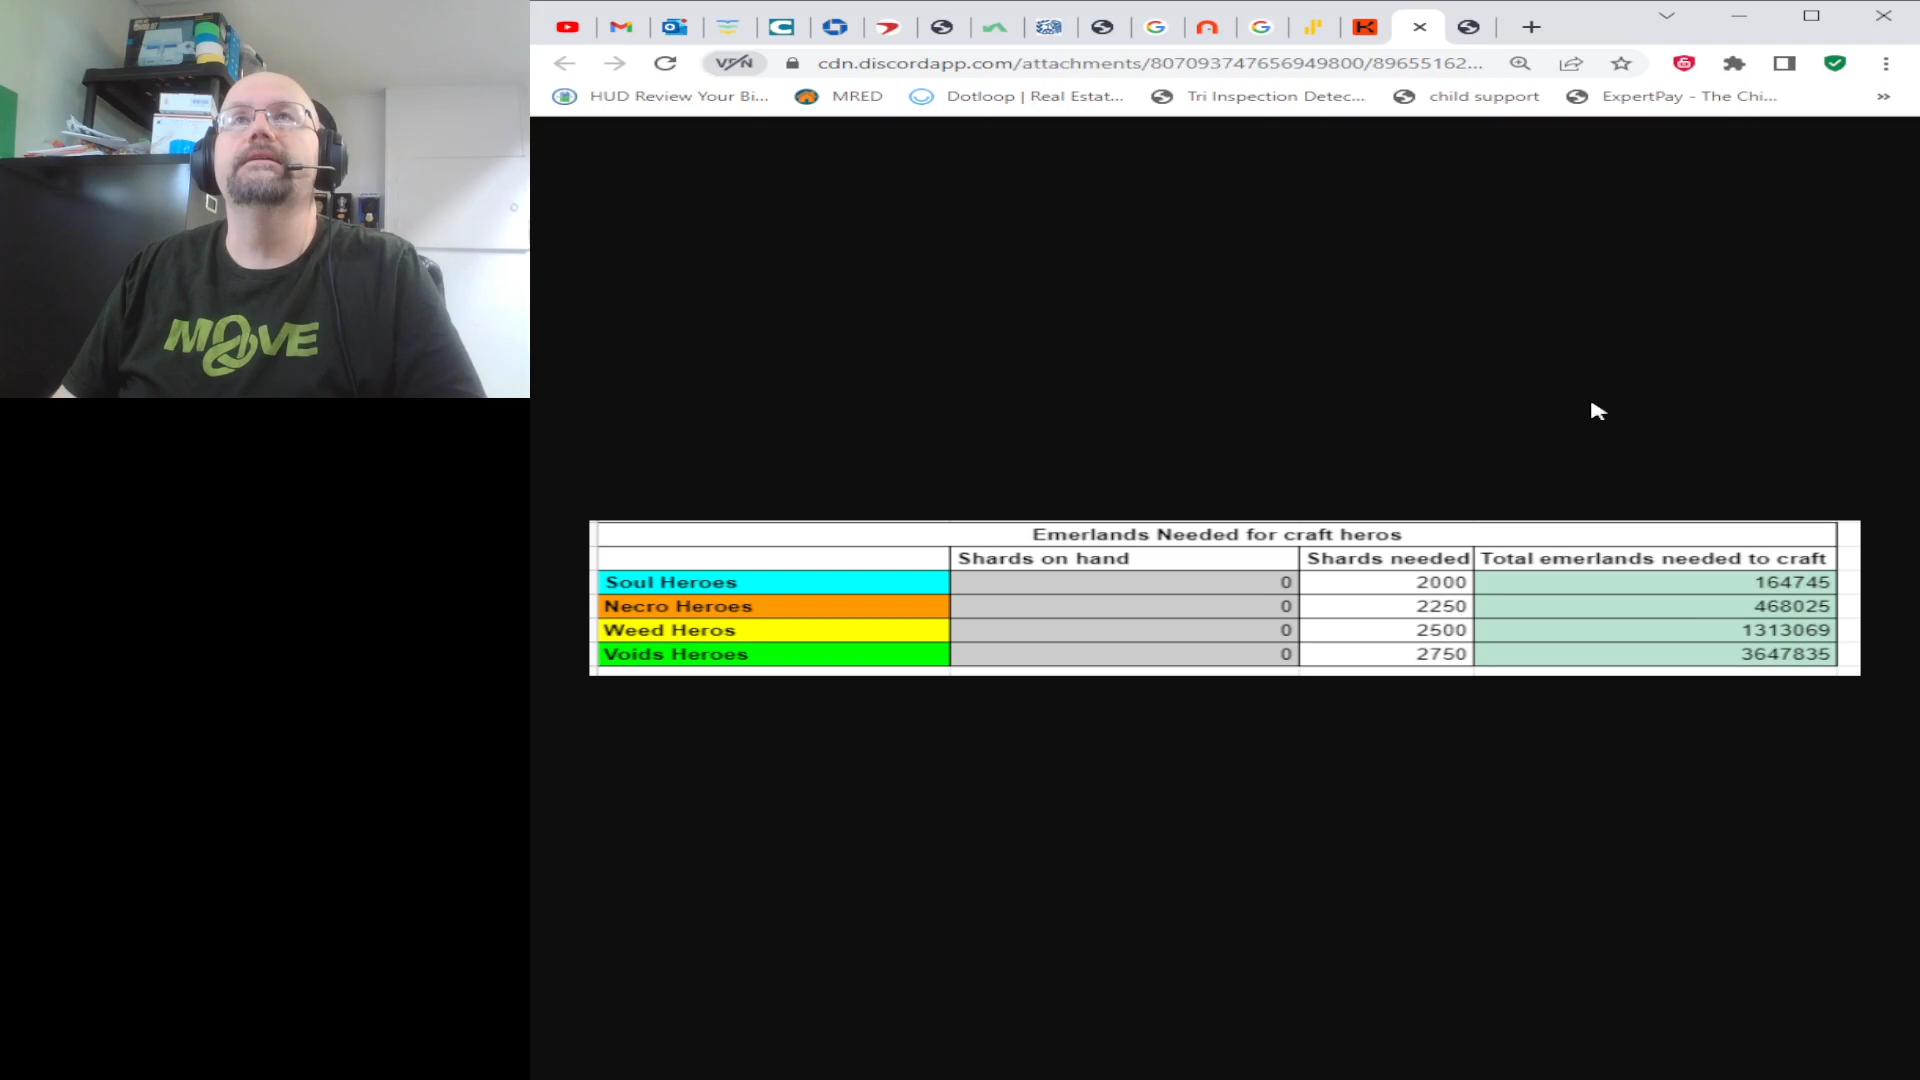 MOVE
VPN
cdn.discordapp.com/attachments/807093747656949800/89655162...
HUD Review Your Bi... MRED Dotloop | Real Estat... Tri Inspection Detec... child support ExpertPay - The Chi... »
Emerlands Needed for craft heros
Shards on hand Shards needed Total emerlands needed to craft
Soul Heroes 0 2000 164745
Necro Heroes 0 2250 468025
Weed Heros 0 2500 1313069
Voids Heroes 0 2750 3647835